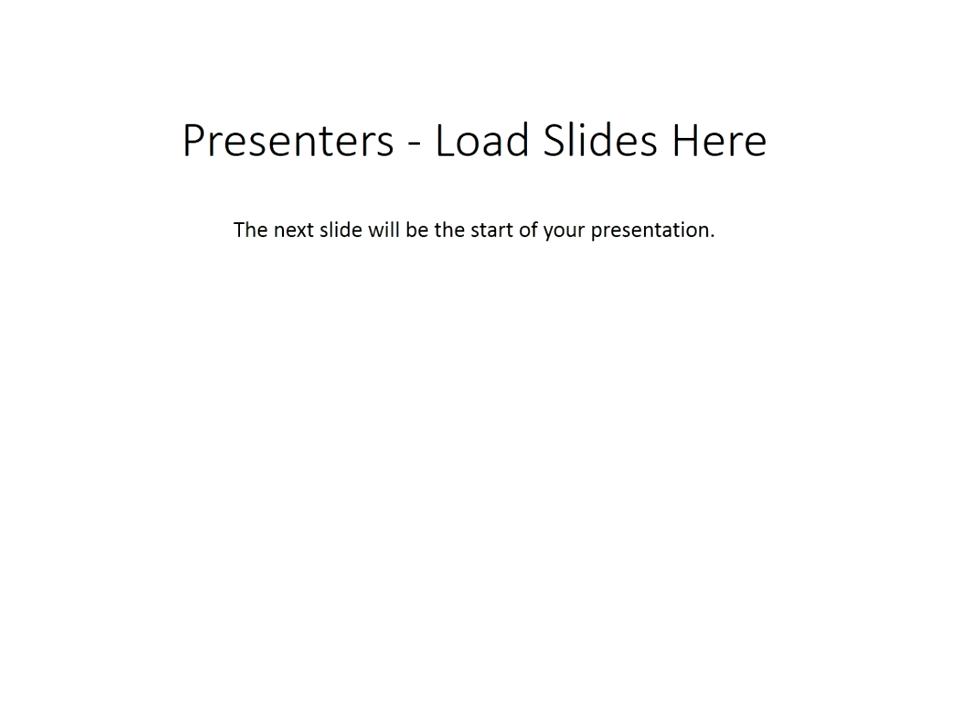 Presenters - Load Slides Here
The next slide will be the start of your presentation.